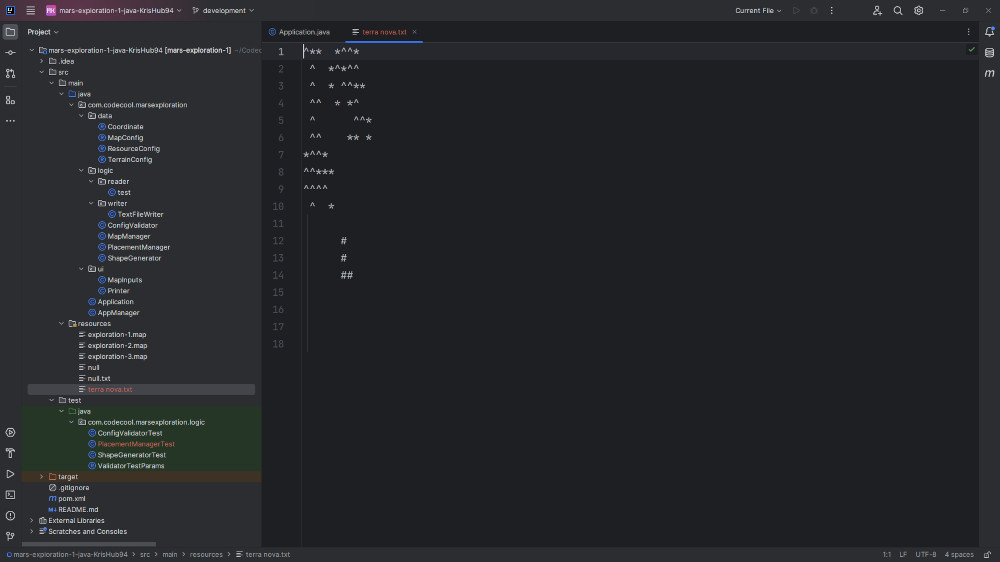 MK mars-exploration-1-java-KrisHub94 development Current File
Project
mars-exploration-1-java-KrisHub94 [mars-exploration-1] ~/Codec
.idea
src
main
java
com.codecool.marsexploration
data
Coordinate
MapConfig
ResourceConfig
TerrainConfig
logic
reader
test
writer
TextFileWriter
ConfigValidator
MapManager
PlacementManager
ShapeGenerator
ui
MapInputs
Printer
Application
AppManager
resources
exploration-1.map
exploration-2.map
exploration-3.map
null
null.txt
terra nova.txt
test
java
com.codecool.marsexploration.logic
ConfigValidatorTest
PlacementManagerTest
ShapeGeneratorTest
ValidatorTestParams
target
.gitignore
pom.xml
README.md
External Libraries
Scratches and Consoles
Application.java terra nova.txt
1 ^**  *^^*
2  ^  *^*^^
3  ^  * ^^**
4  ^^  * *^
5  ^      ^^*
6  ^^    ** *
7 *^^*
8 ^^***
9 ^^^^
10  ^  *
11
12       #
13       #
14       ##
15
16
17
18
mars-exploration-1-java-KrisHub94 > src > main > resources > terra nova.txt 1:1 LF UTF-8 4 spaces